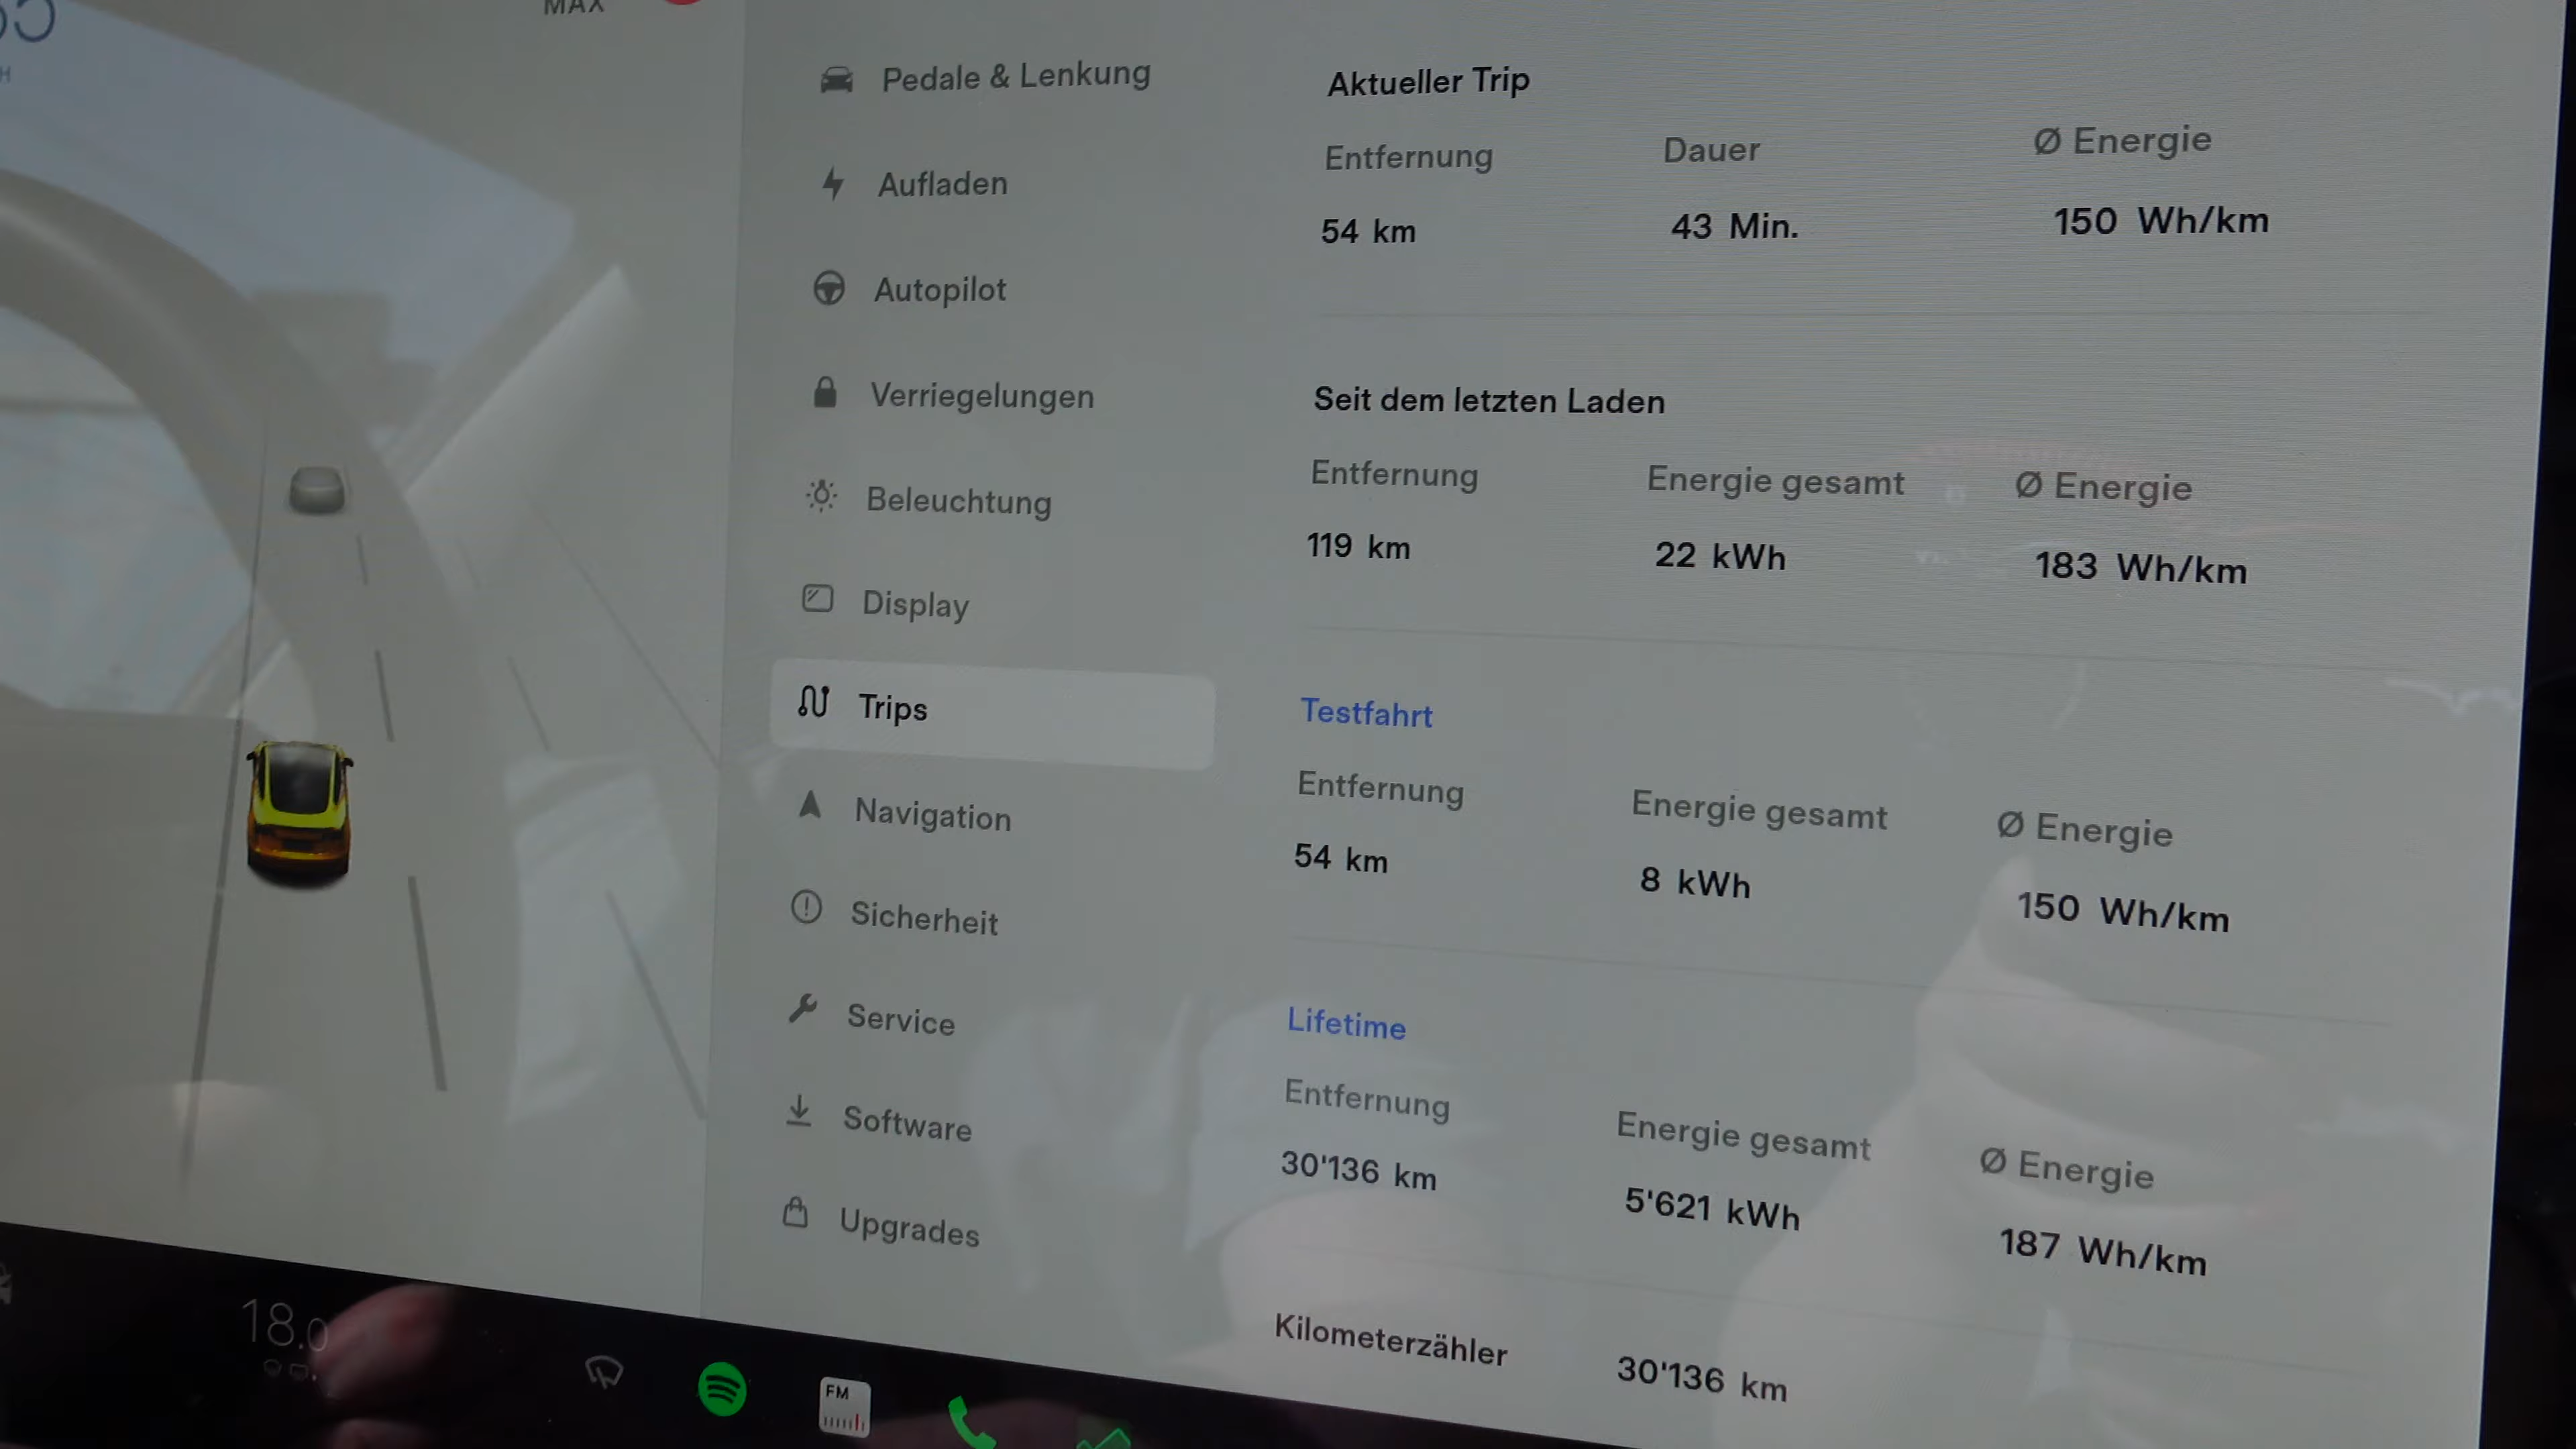 MAX
Pedale & Lenkung
Aufladen
Autopilot
Verriegelungen
Beleuchtung
Display
Trips
Navigation
Sicherheit
Service
Software
Upgrades
Aktueller Trip
Entfernung Dauer Ø Energie
54 km 43 Min. 150 Wh/km
Seit dem letzten Laden
Entfernung Energie gesamt Ø Energie
119 km 22 kWh 183 Wh/km
Testfahrt
Entfernung Energie gesamt Ø Energie
54 km 8 kWh 150 Wh/km
Lifetime
Entfernung Energie gesamt Ø Energie
30'136 km 5'621 kWh 187 Wh/km
Kilometerzähler 30'136 km
18.0
FM